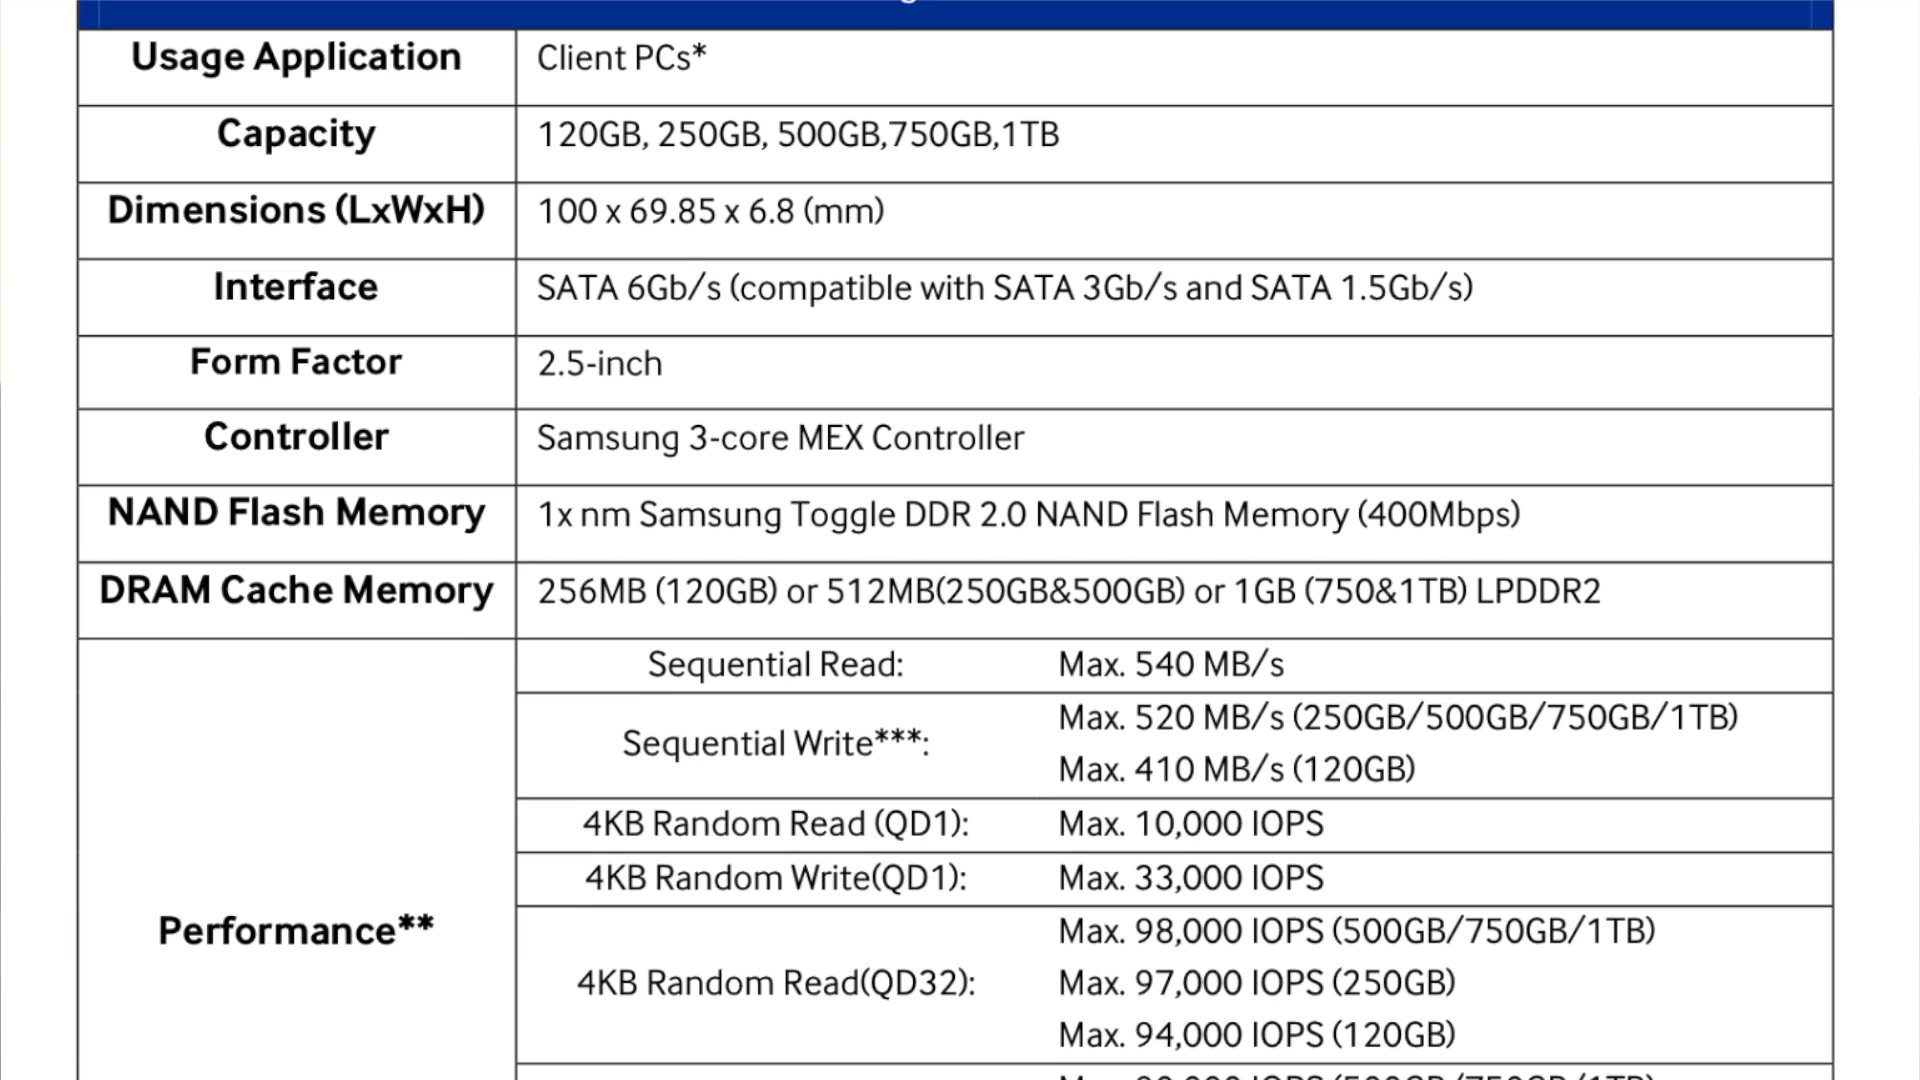 Usage Application Client PCs*
Capacity 120GB, 250GB, 500GB,750GB,1TB
Dimensions (LxWxH) 100 x 69.85 x 6.8 (mm)
Interface SATA 6Gb/s (compatible with SATA 3Gb/s and SATA 1.5Gb/s)
Form Factor 2.5-inch
Controller Samsung 3-core MEX Controller
NAND Flash Memory 1x nm Samsung Toggle DDR 2.0 NAND Flash Memory (400Mbps)
DRAM Cache Memory 256MB (120GB) or 512MB(250GB&500GB) or 1GB (750&1TB) LPDDR2
Performance**
Sequential Read: Max. 540 MB/s
Sequential Write***: Max. 520 MB/s (250GB/500GB/750GB/1TB)
Max. 410 MB/s (120GB)
4KB Random Read (QD1): Max. 10,000 IOPS
4KB Random Write(QD1): Max. 33,000 IOPS
4KB Random Read(QD32): Max. 98,000 IOPS (500GB/750GB/1TB)
Max. 97,000 IOPS (250GB)
Max. 94,000 IOPS (120GB)